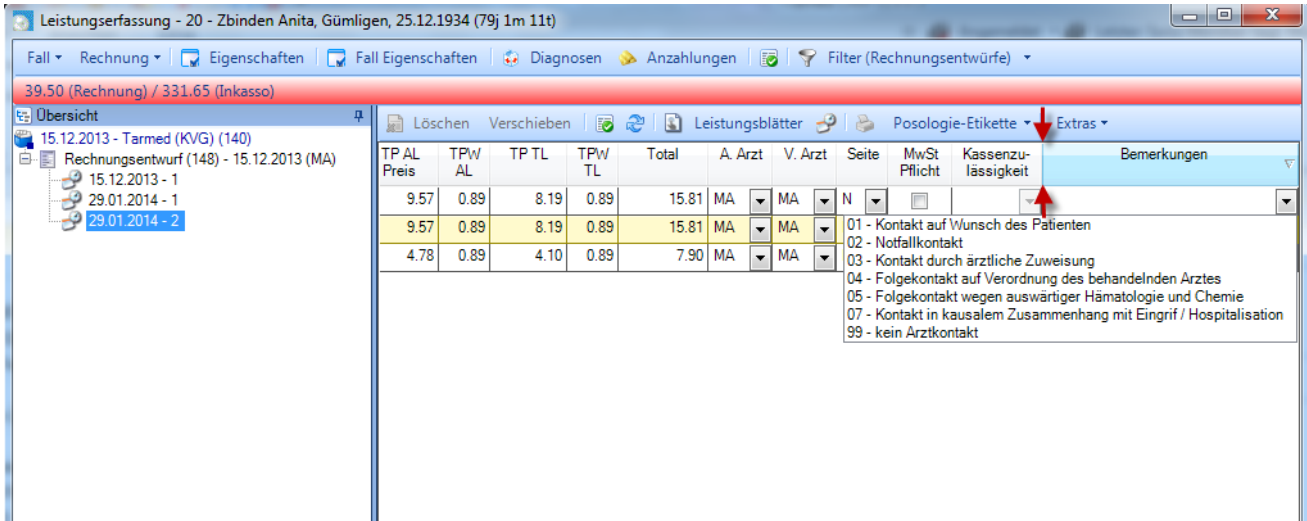 Leistungserfassung - 20 - Zbinden Anita, Gümligen, 25.12.1934 (79j 1m 11t)
Fall Rechnung Eigenschaften Fall Eigenschaften Diagnosen Anzahlungen Filter (Rechnungsentwürfe)
39.50 (Rechnung) / 331.65 (Inkasso)
Übersicht
15.12.2013 - Tarmed (KVG) (140)
Rechnungsentwurf (148) - 15.12.2013 (MA)
15.12.2013 - 1
29.01.2014 - 1
29.01.2014 - 2
Löschen Verschieben Leistungsblätter Posologie-Etikette Extras
TP AL Preis TPW AL TP TL TPW TL Total A. Arzt V. Arzt Seite MwSt Pflicht Kassenzu-lässigkeit Bemerkungen
9.57 0.89 8.19 0.89 15.81 MA MA N
9.57 0.89 8.19 0.89 15.81 MA MA
4.78 0.89 4.10 0.89 7.90 MA MA
01 - Kontakt auf Wunsch des Patienten
02 - Notfallkontakt
03 - Kontakt durch ärztliche Zuweisung
04 - Folgekontakt auf Verordnung des behandelnden Arztes
05 - Folgekontakt wegen auswärtiger Hämatologie und Chemie
07 - Kontakt in kausalem Zusammenhang mit Eingrif / Hospitalisation
99 - kein Arztkontakt